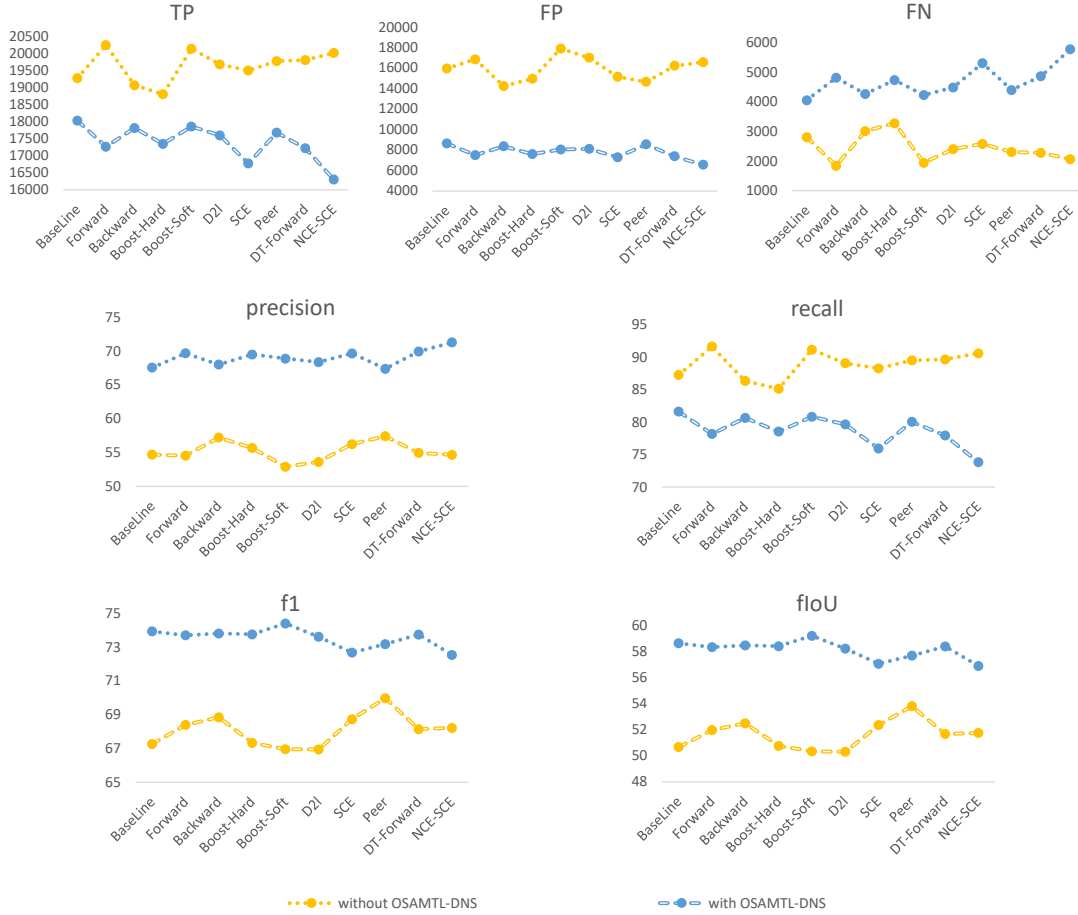 TP
20500
20000
19500
19000
18500
18000
17500
17000
16500
16000
BaseLine
Forward
Backward
Boost-Hard
Boost-Soft
D2l
SCE
Peer
DT-Forward
NCE-SCE
FP
18000
16000
14000
12000
10000
8000
6000
4000
BaseLine
Forward
Backward
Boost-Hard
Boost-Soft
D2l
SCE
Peer
DT-Forward
NCE-SCE
FN
6000
5000
4000
3000
2000
1000
BaseLine
Forward
Backward
Boost-Hard
Boost-Soft
D2l
SCE
Peer
DT-Forward
NCE-SCE
precision
75
70
65
60
55
50
BaseLine
Forward
Backward
Boost-Hard
Boost-Soft
D2l
SCE
Peer
DT-Forward
NCE-SCE
recall
95
90
85
80
75
70
BaseLine
Forward
Backward
Boost-Hard
Boost-Soft
D2l
SCE
Peer
DT-Forward
NCE-SCE
f1
75
73
71
69
67
65
BaseLine
Forward
Backward
Boost-Hard
Boost-Soft
D2l
SCE
Peer
DT-Forward
NCE-SCE
fIoU
60
58
56
54
52
50
48
BaseLine
Forward
Backward
Boost-Hard
Boost-Soft
D2l
SCE
Peer
DT-Forward
NCE-SCE
without OSAMTL-DNS
with OSAMTL-DNS